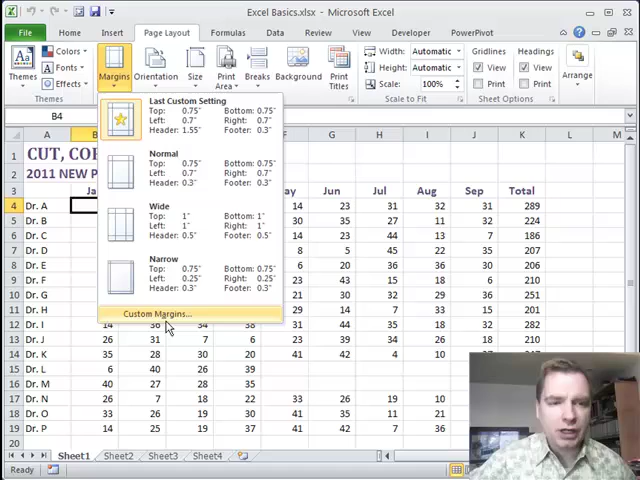 Excel Basics.xlsx - Microsoft Excel
File Home Insert Page Layout Formulas Data Review View Developer PowerPivot
Themes Colors Fonts Effects Margins Orientation Size Print Area Breaks Background Print Titles Width: Automatic Height: Automatic Scale: 100% Gridlines View Print Headings View Print Arrange
Themes Scale to Fit Sheet Options
B4
Last Custom Setting
Top: 0.75" Bottom: 0.75"
Left: 0.7" Right: 0.7"
Header: 1.55" Footer: 0.3"
Normal
Top: 0.75" Bottom: 0.75"
Left: 0.7" Right: 0.7"
Header: 0.3" Footer: 0.3"
Wide
Top: 1" Bottom: 1"
Left: 1" Right: 1"
Header: 0.5" Footer: 0.5"
Narrow
Top: 0.75" Bottom: 0.75"
Left: 0.25" Right: 0.25"
Header: 0.3" Footer: 0.3"
Custom Margins...
A B F G H I J K L M
1 CUT, CO
2 2011 NEW P
3 Ja ay Jun Jul Aug Sep Total
4 Dr. A 14 23 31 32 31 289
5 Dr. B 30 35 27 11 32 224
6 Dr. C 44 24 13 7 186
7 Dr. D 8 5 45 22 35 207
8 Dr. E 6 20 36 36 207
9 Dr. F 43 30 13 15 210
10 Dr. G 21 30 36 36 251
11 Dr. H 29 14 7 33 197
12 Dr. I 14 36 34 38 31 44 35 18 32 282
13 Dr. J 26 31 7 6 23 39 44 20 14 210
14 Dr. K 35 28 30 20 41 42 4 10
15 Dr. L 6 40 26 39
16 Dr. M 40 27 28 35
17 Dr. N 26 7 18 22 33 26 19 10
18 Dr. O 33 26 19 30 41 35 11 21
19 Dr. P 14 25 19 37 41 42 7 36
20
Sheet1 Sheet2 Sheet3 Sheet4
Ready